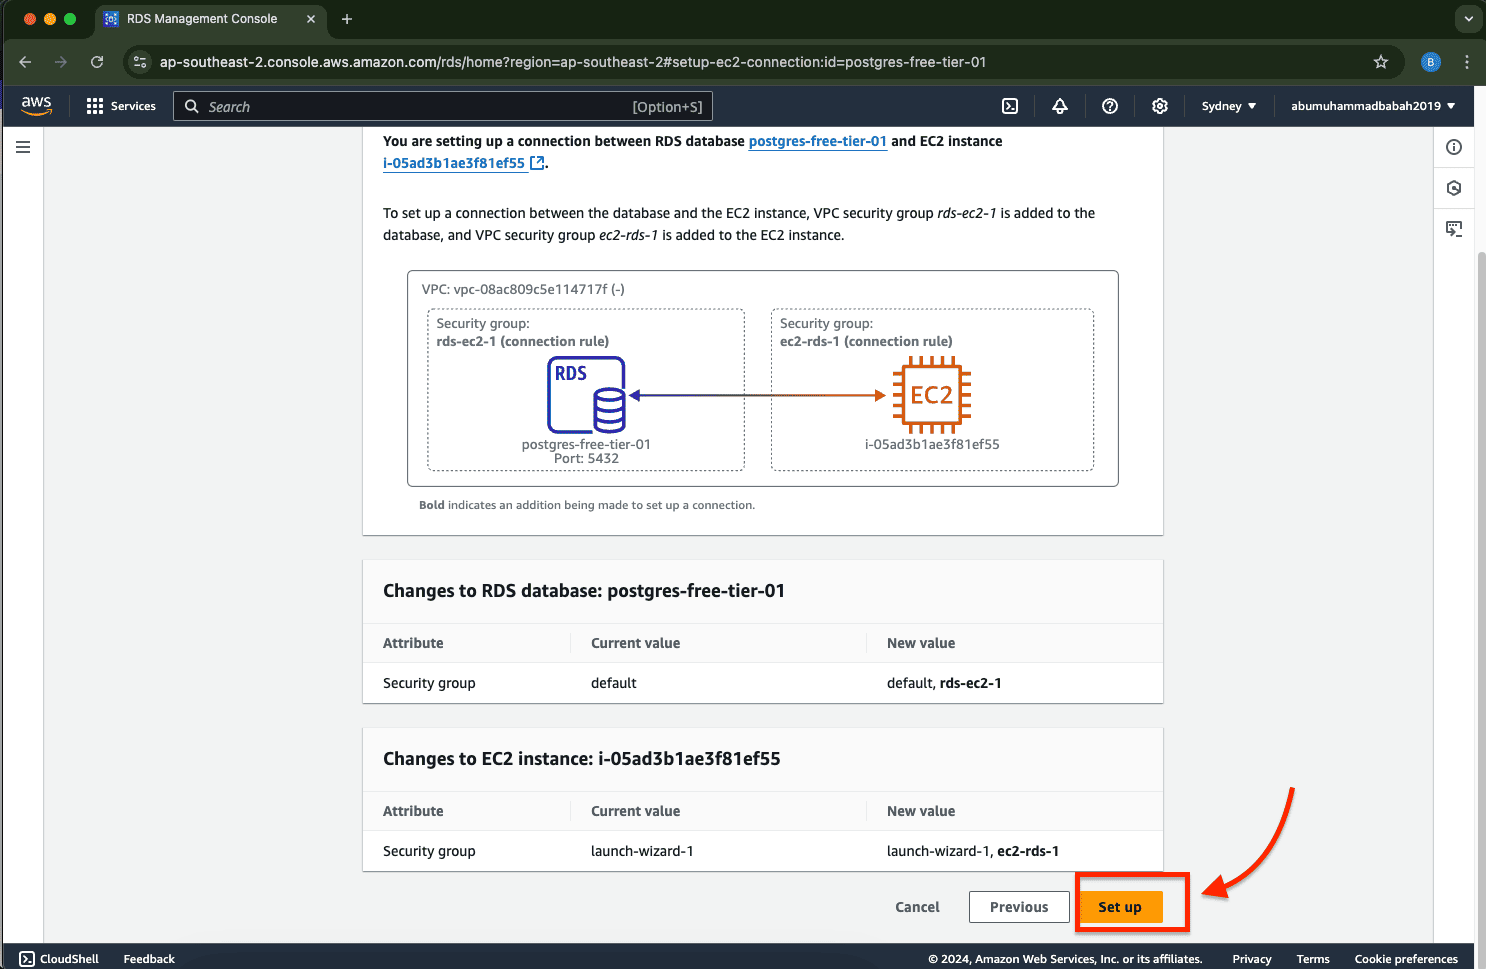 RDS Management Console
ap-southeast-2.console.aws.amazon.com/rds/home?region=ap-southeast-2#setup-ec2-connection:id=postgres-free-tier-01
B
aws
Services
Search
[Option+S]
Sydney
abumuhammadbabah2019
You are setting up a connection between RDS database postgres-free-tier-01 and EC2 instance
i-05ad3b1ae3f81ef55.
To set up a connection between the database and the EC2 instance, VPC security group rds-ec2-1 is added to the
database, and VPC security group ec2-rds-1 is added to the EC2 instance.
VPC: vpc-08ac809c5e114717f (-)
Security group:
rds-ec2-1 (connection rule)
RDS
postgres-free-tier-01
Port: 5432
Security group:
ec2-rds-1 (connection rule)
EC2
i-05ad3b1ae3f81ef55
Bold indicates an addition being made to set up a connection.
Changes to RDS database: postgres-free-tier-01
Attribute Current value New value
Security group default default, rds-ec2-1
Changes to EC2 instance: i-05ad3b1ae3f81ef55
Attribute Current value New value
Security group launch-wizard-1 launch-wizard-1, ec2-rds-1
Cancel Previous Set up
CloudShell Feedback © 2024, Amazon Web Services, Inc. or its affiliates. Privacy Terms Cookie preferences